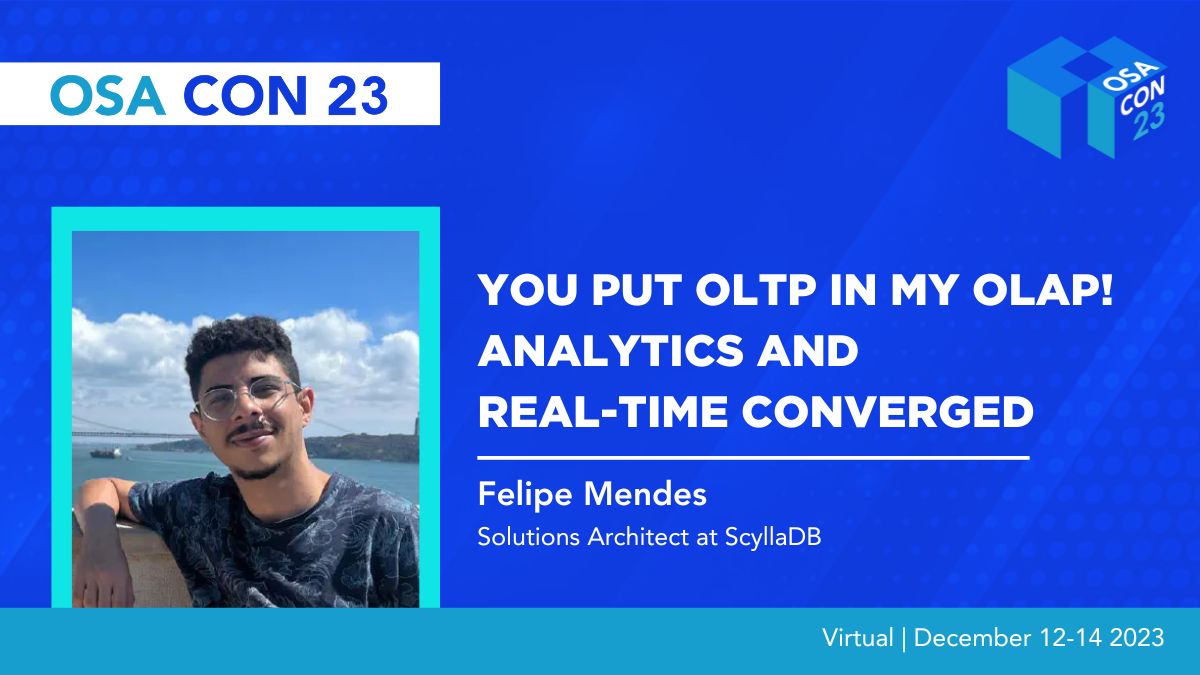 OSA CON 23
OSA
CON
23
YOU PUT OLTP IN MY OLAP!
ANALYTICS AND
REAL-TIME CONVERGED
Felipe Mendes
Solutions Architect at ScyllaDB
Virtual | December 12-14 2023